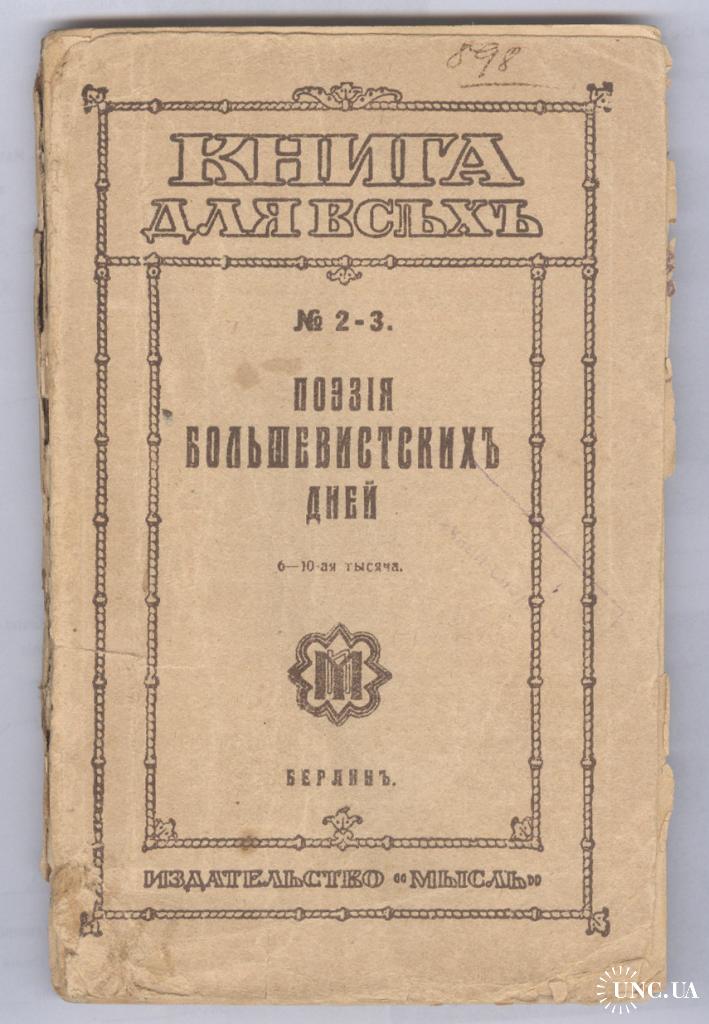 898
КНИГА
ДЛЯ ВСѢХЪ
№ 2-3.
ПОЭЗІЯ
БОЛЬШЕВИСТСКИХЪ
ДНЕЙ
6—10-ая тысяча.
БЕРЛИНЪ.
ИЗДАТЕЛЬСТВО „МЫСЛЬ"
UNC.UA